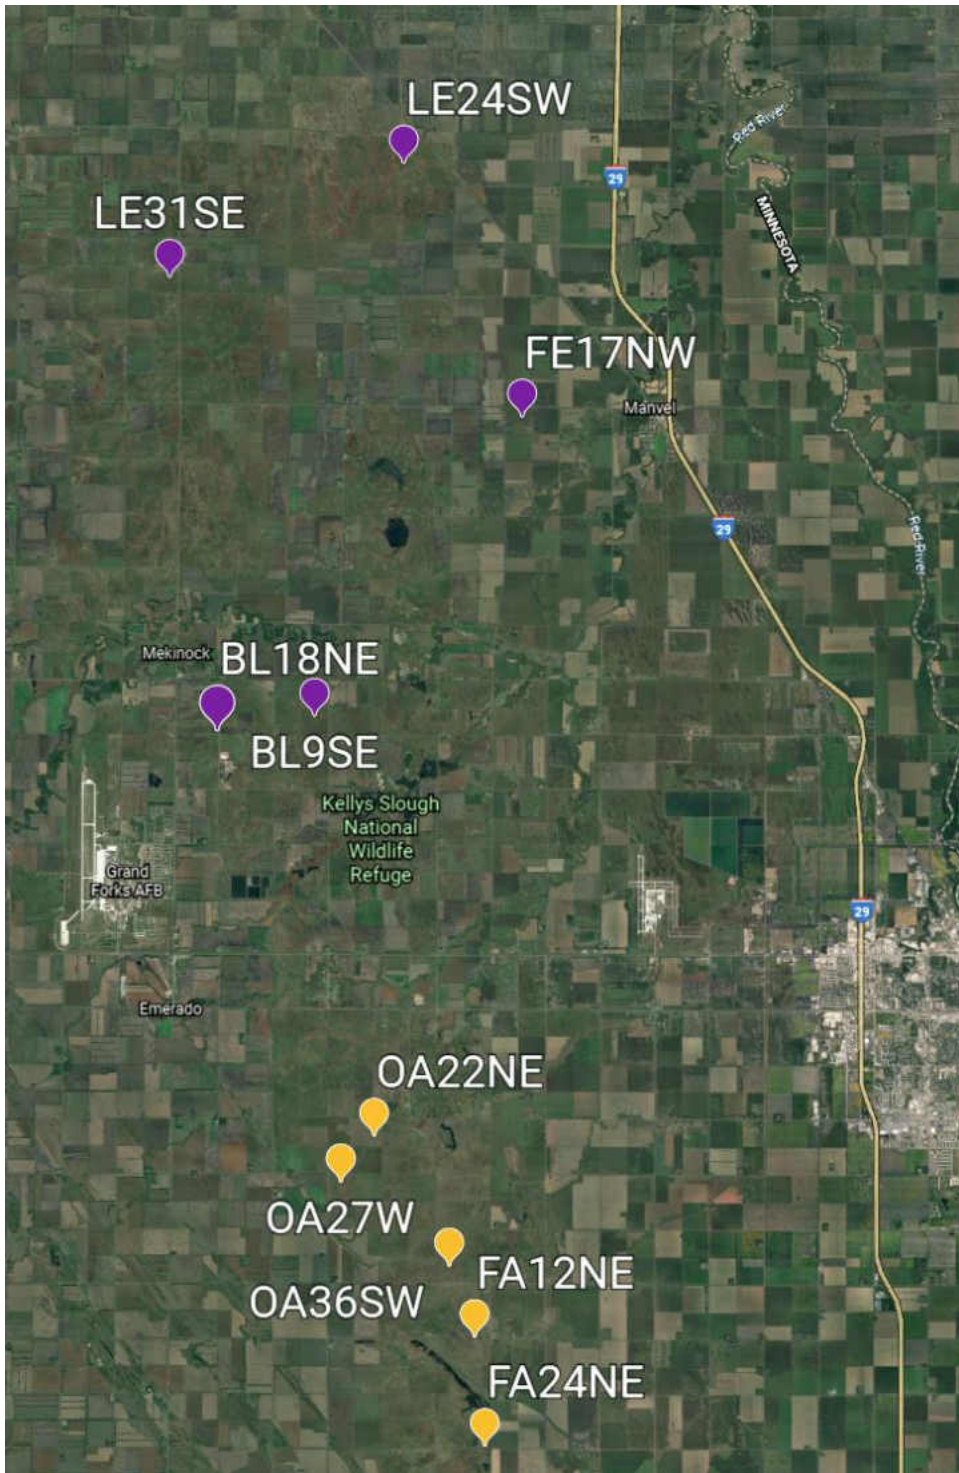 LE24SW
Red River
29
LE31SE
MINNESOTA
FE17NW
Manvel
29
Red River
Mekinock
BL18NE
BL9SE
Kellys Slough
National
Wildlife
Refuge
Grand
Forks AFB
29
Emerado
OA22NE
OA27W
FA12NE
OA36SW
FA24NE